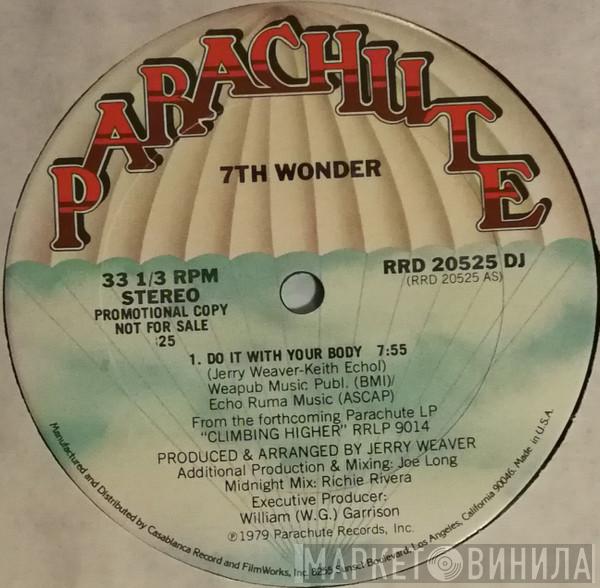 PARACHUTE
7TH WONDER
33 1/3 RPM
STEREO
PROMOTIONAL COPY
NOT FOR SALE
:25
RRD 20525 DJ
(RRD 20525 AS)
1. DO IT WITH YOUR BODY 7:55
(Jerry Weaver-Keith Echol)
Weapub Music Publ. (BMI)/
Echo Ruma Music (ASCAP)
From the forthcoming Parachute LP
"CLIMBING HIGHER" RRLP 9014
PRODUCED & ARRANGED BY JERRY WEAVER
Additional Production & Mixing: Joe Long
Midnight Mix: Richie Rivera
Executive Producer:
William (W.G.) Garrison
℗1979 Parachute Records, Inc.
Manufactured and Distributed by Casablanca Record and FilmWorks, Inc. 8255 Sunset Boulevard, Los Angeles, California 90046. Made in U.S.A.
МАРКЕТ ВИНИЛА